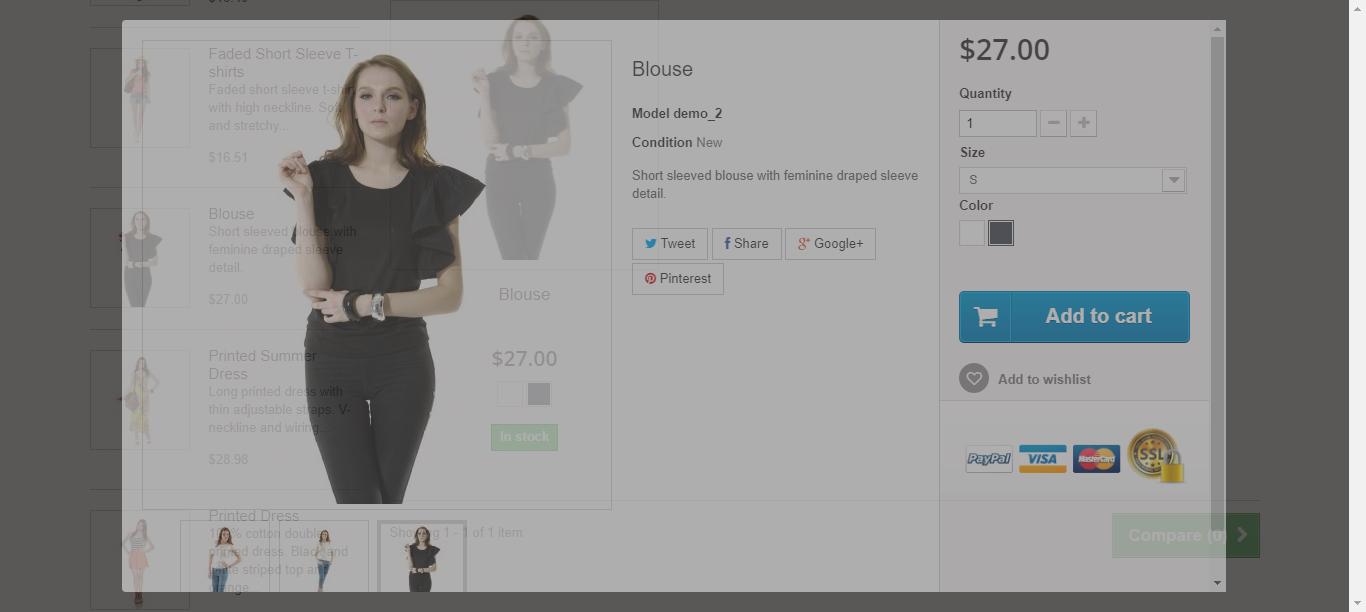 Faded Short Sleeve T-
shirts
Faded short sleeve t-shirt
with high neckline. Soft
and stretchy...
$16.51
Blouse
Short sleeved blouse with
feminine draped sleeve
detail.
$27.00
Printed Summer
Dress
Long printed dress with
thin adjustable straps. V-
neckline and wiring...
$28.98
Printed Dress
100% cotton double
printed dress. Black and
white striped top and
orange...
Blouse
$27.00
In stock
Showing 1 - 1 of 1 item
Blouse
Model demo_2
Condition New
Short sleeved blouse with feminine draped sleeve
detail.
Tweet
Share
Google+
Pinterest
$27.00
Quantity
1
Size
S
Color
Add to cart
Add to wishlist
PayPal VISA MasterCard SSL
Compare (0)